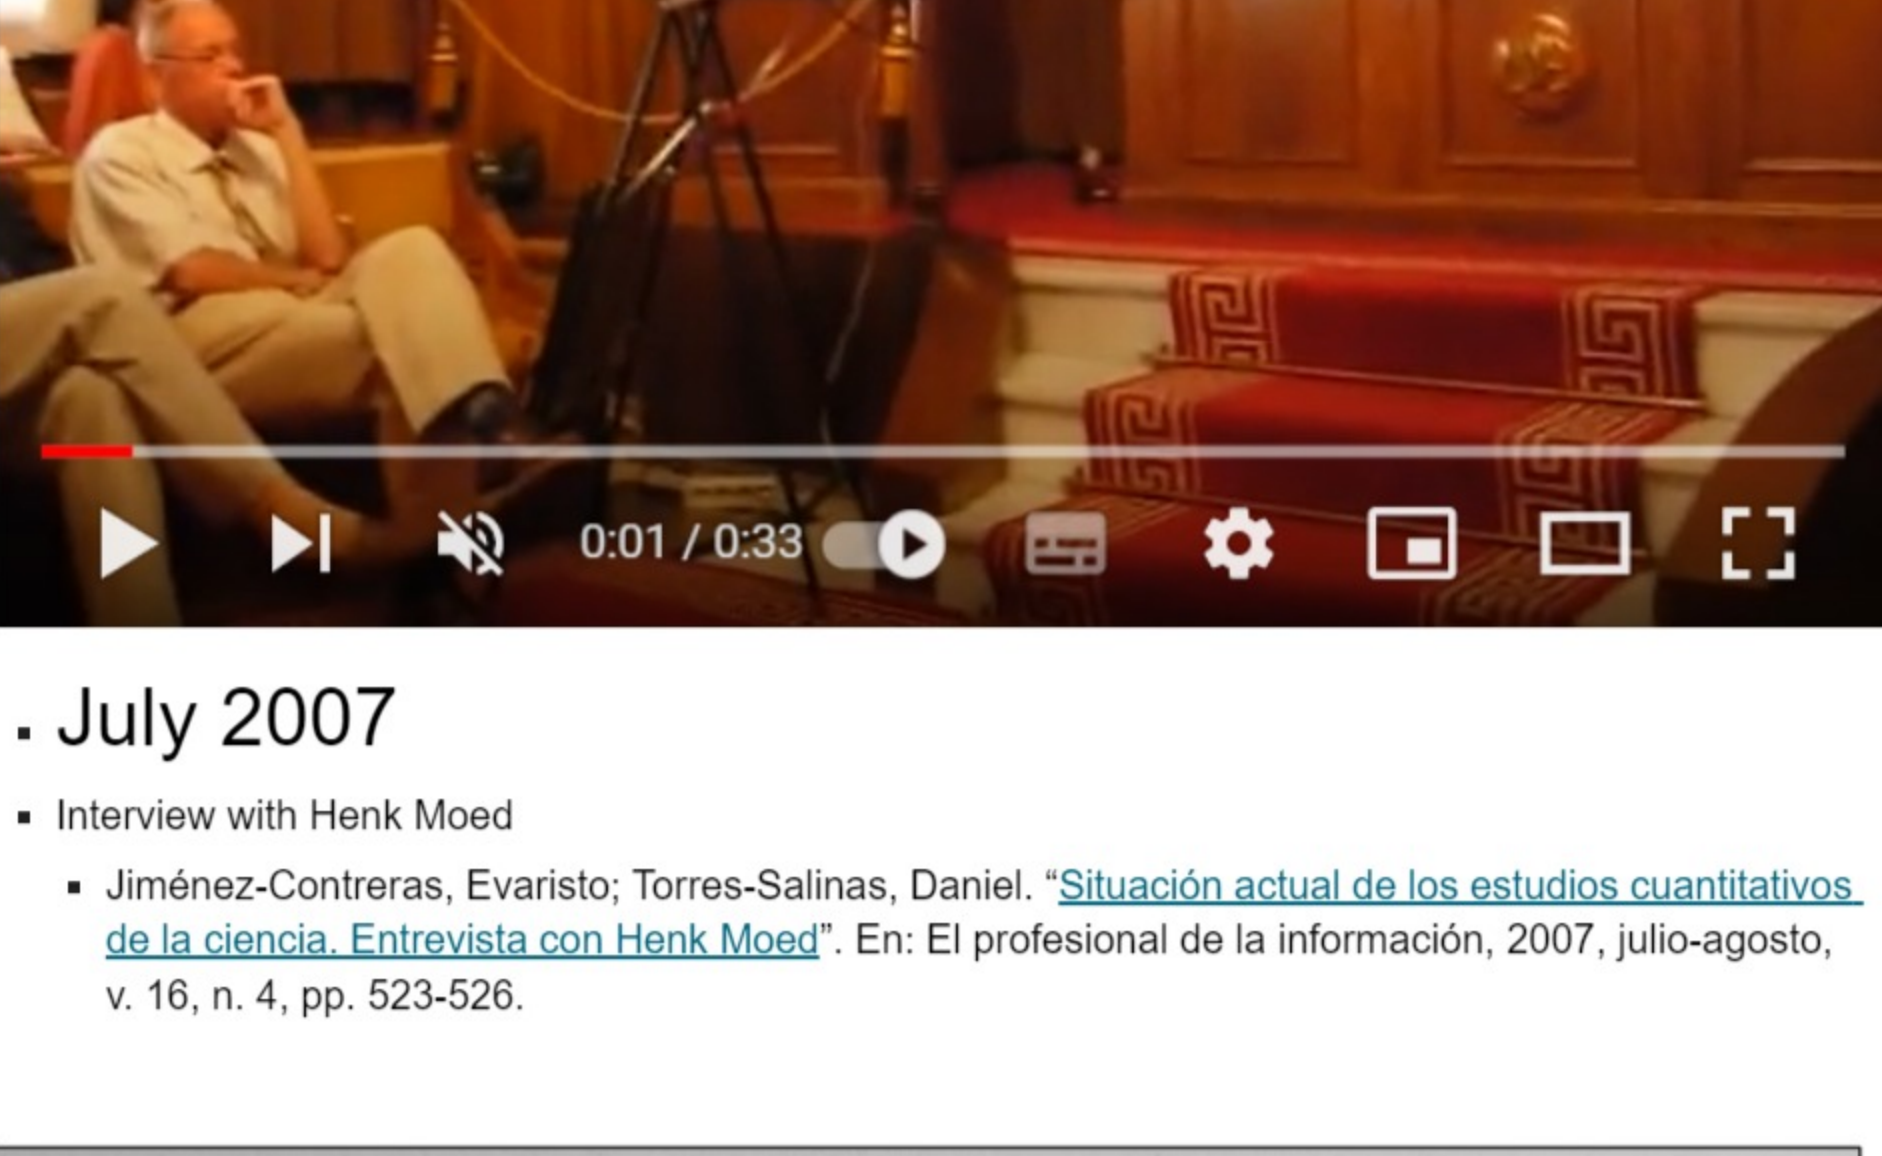 0:01 / 0:33
July 2007
Interview with Henk Moed
Jiménez-Contreras, Evaristo; Torres-Salinas, Daniel. “Situación actual de los estudios cuantitativos
de la ciencia. Entrevista con Henk Moed”. En: El profesional de la información, 2007, julio-agosto,
v. 16, n. 4, pp. 523-526.